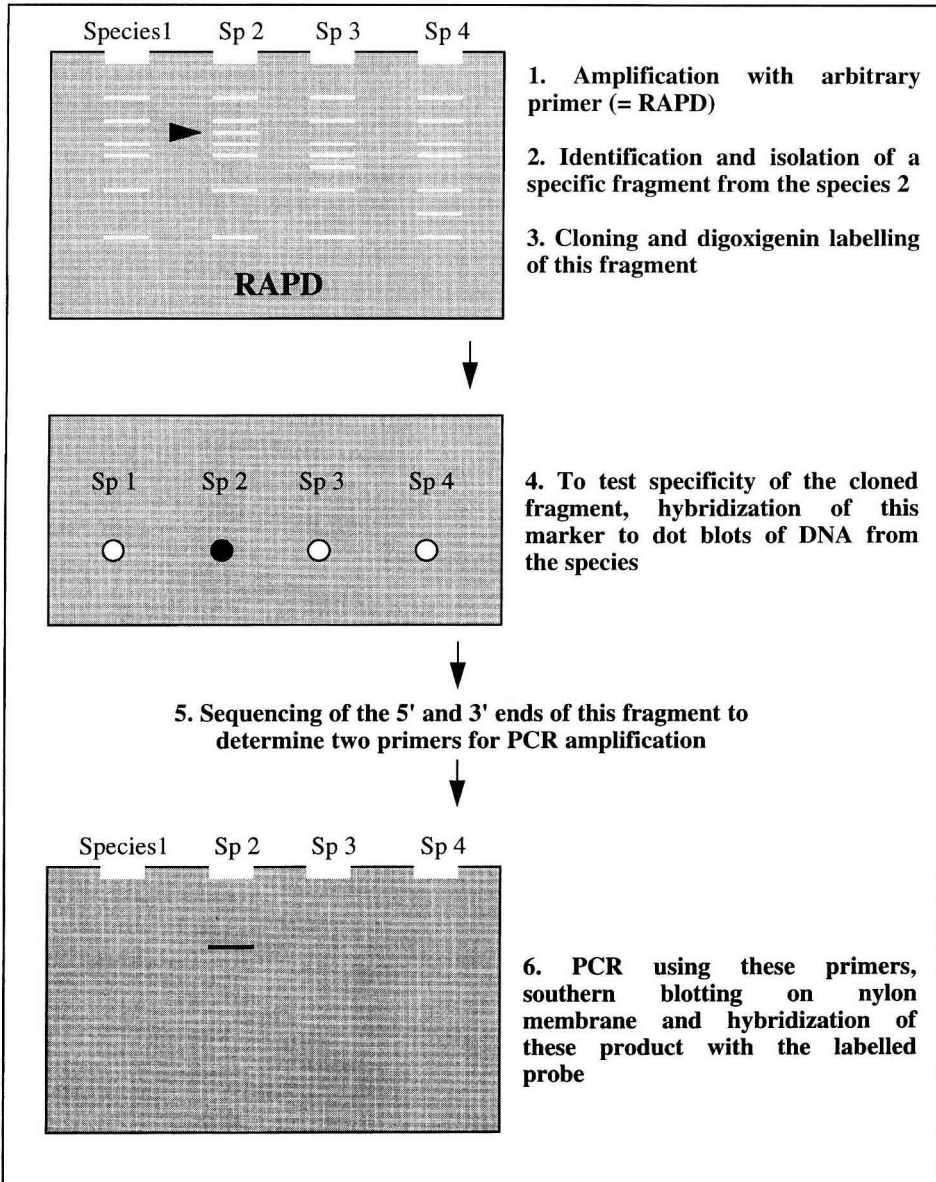 Species1 Sp 2 Sp 3 Sp 4
1. Amplification with arbitrary
primer (= RAPD)
2. Identification and isolation of a
specific fragment from the species 2
3. Cloning and digoxigenin labelling
of this fragment
RAPD
Sp 1 Sp 2 Sp 3 Sp 4
4. To test specificity of the cloned
fragment, hybridization of this
marker to dot blots of DNA from
the species
5. Sequencing of the 5' and 3' ends of this fragment to
determine two primers for PCR amplification
Species1 Sp 2 Sp 3 Sp 4
6. PCR using these primers,
southern blotting on nylon
membrane and hybridization of
these product with the labelled
probe